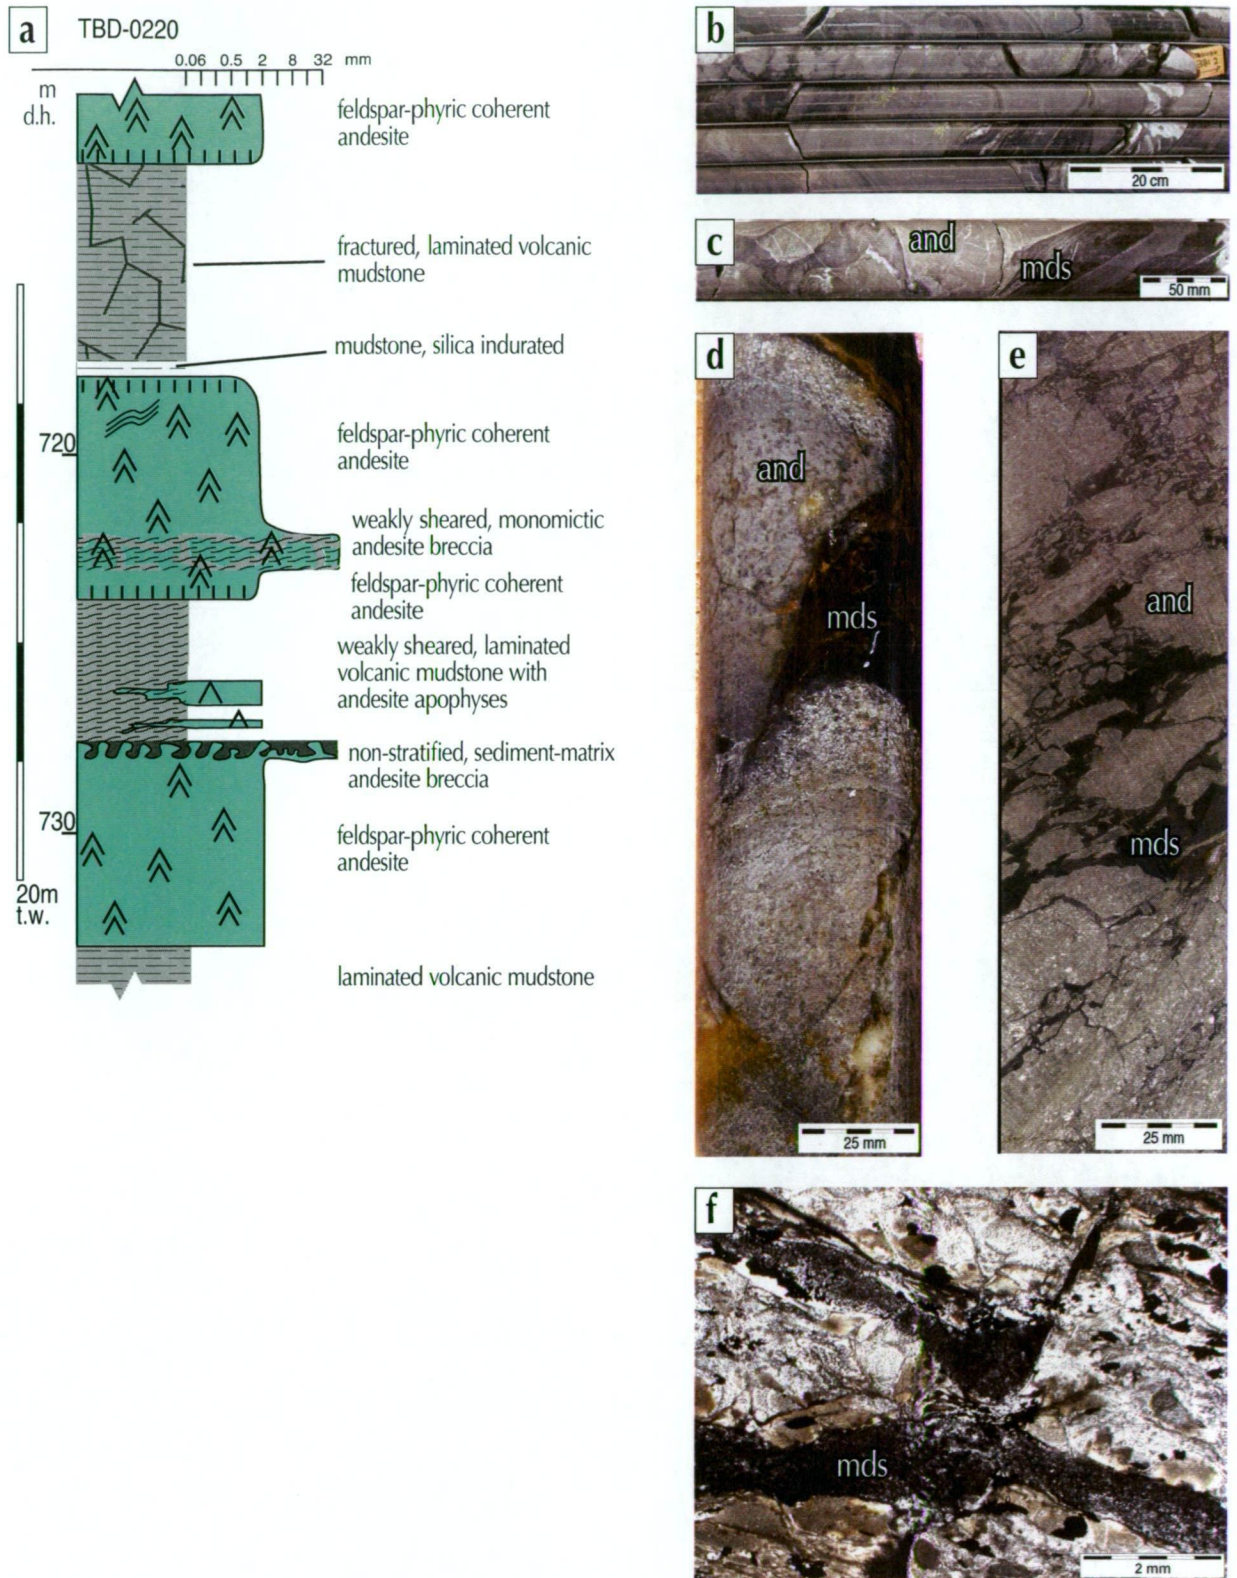 a TBD-0220
0.06 0.5 2 8 32 mm
m
d.h.
feldspar-phyric coherent
andesite
fractured, laminated volcanic
mudstone
mudstone, silica indurated
720
feldspar-phyric coherent
andesite
weakly sheared, monomictic
andesite breccia
feldspar-phyric coherent
andesite
weakly sheared, laminated
volcanic mudstone with
andesite apophyses
non-stratified, sediment-matrix
andesite breccia
730
feldspar-phyric coherent
andesite
20m
t.w.
laminated volcanic mudstone
b
20 cm
c
and
mds
50 mm
d
and
mds
25 mm
e
and
mds
25 mm
f
mds
2 mm